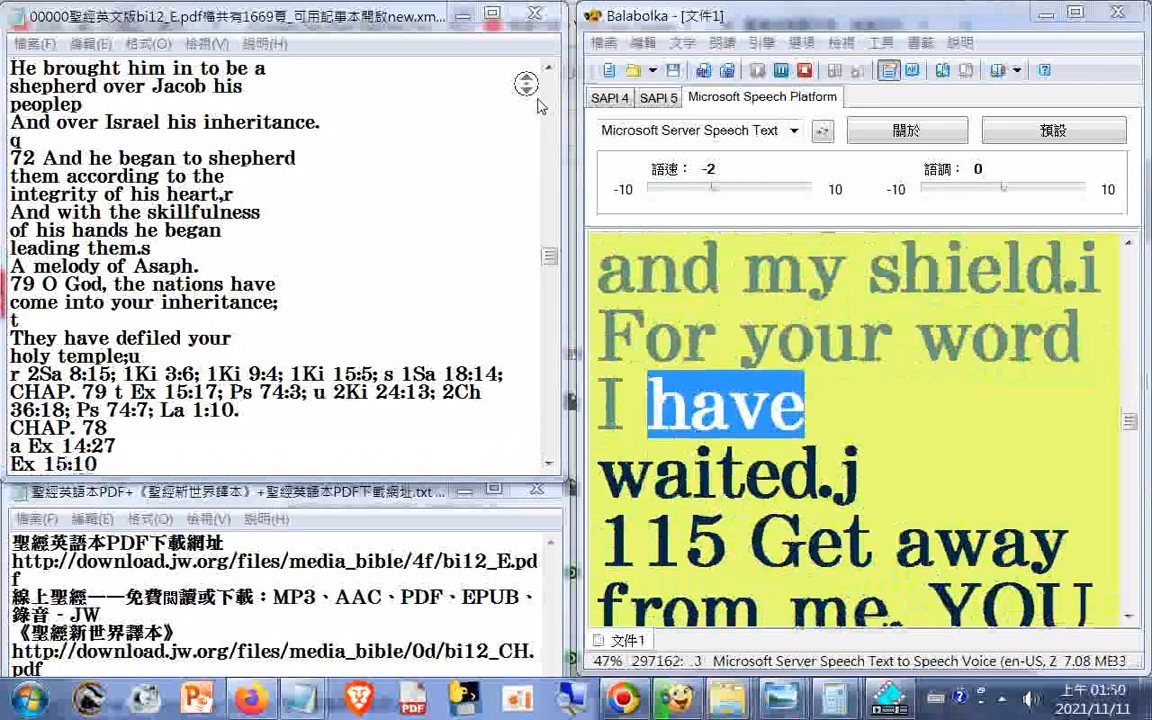 00000聖經英文版bi12_E.pdf檔共有1669頁_可用記事本開啟new.xm...
檔案(F) 編輯(E) 格式(O) 檢視(V) 說明(H)
He brought him in to be a
shepherd over Jacob his
peoplep
And over Israel his inheritance.
q
72 And he began to shepherd
them according to the
integrity of his heart,r
And with the skillfulness
of his hands he began
leading them.s
A melody of Asaph.
79 O God, the nations have
come into your inheritance;
t
They have defiled your
holy temple;u
r 2Sa 8:15; 1Ki 3:6; 1Ki 9:4; 1Ki 15:5; s 1Sa 18:14;
CHAP. 79 t Ex 15:17; Ps 74:3; u 2Ki 24:13; 2Ch
36:18; Ps 74:7; La 1:10.
CHAP. 78
a Ex 14:27
Ex 15:10
聖經英語本PDF+《聖經新世界譯本》+聖經英語本PDF下載網址.txt ...
檔案(F) 編輯(E) 格式(O) 檢視(V) 說明(H)
聖經英語本PDF下載網址
http://download.jw.org/files/media_bible/4f/bi12_E.pd
f
線上聖經——免費閱讀或下載：MP3、AAC、PDF、EPUB、
錄音 - JW
《聖經新世界譯本》
http://download.jw.org/files/media_bible/0d/bi12_CH.
pdf
Balabolka - [文件1]
檔案 編輯 文字 朗讀 引擎 選項 檢視 工具 書籤 說明
SAPI 4 SAPI 5 Microsoft Speech Platform
Microsoft Server Speech Text 關於 預設
語速： -2 語調： 0
-10 10 -10 10
and my shield.i
For your word
I have
waited.j
115 Get away
from me, YOU
文件1
47% 297162: Microsoft Server Speech Text to Speech Voice (en-US, Z 7.08 MB
上午 01:50
2021/11/11